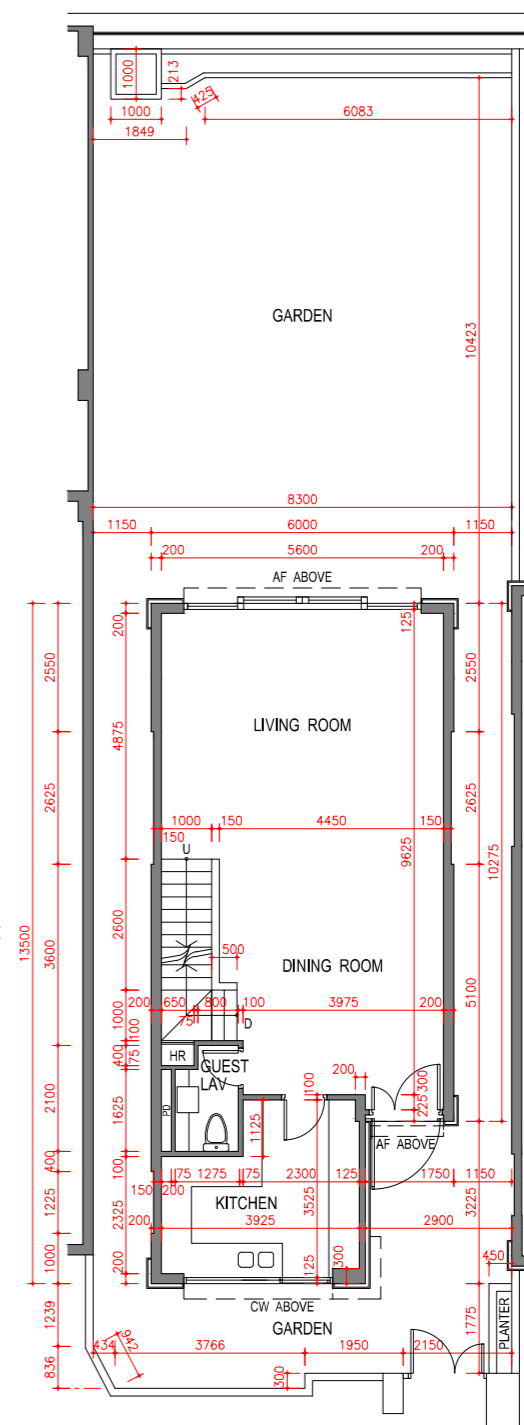 1000
213
425
1000
6083
1849
GARDEN
10423
8300
1150 6000 1150
200 5600 200
AF ABOVE
200
125
2550
2550
4875
LIVING ROOM
2625
2625
1000 150 4450 150
150
9625
10275
U
13500
3600
2600
500
DINING ROOM
5100
200 650 800 100 3975 200
75
D
1000
100
400
75
HR
GUEST
LAV
200
100
300
225
2100
1625
PD
1125
AF ABOVE
400
100
75 1275 75 2300 125 1750 1150
150 200
3225
1225
2325
KITCHEN
3525
200 3925 2900
1000
200
125
300
450
CW ABOVE
GARDEN
1239
PLANTER
1775
942
434 3766 1950 2150
836
300